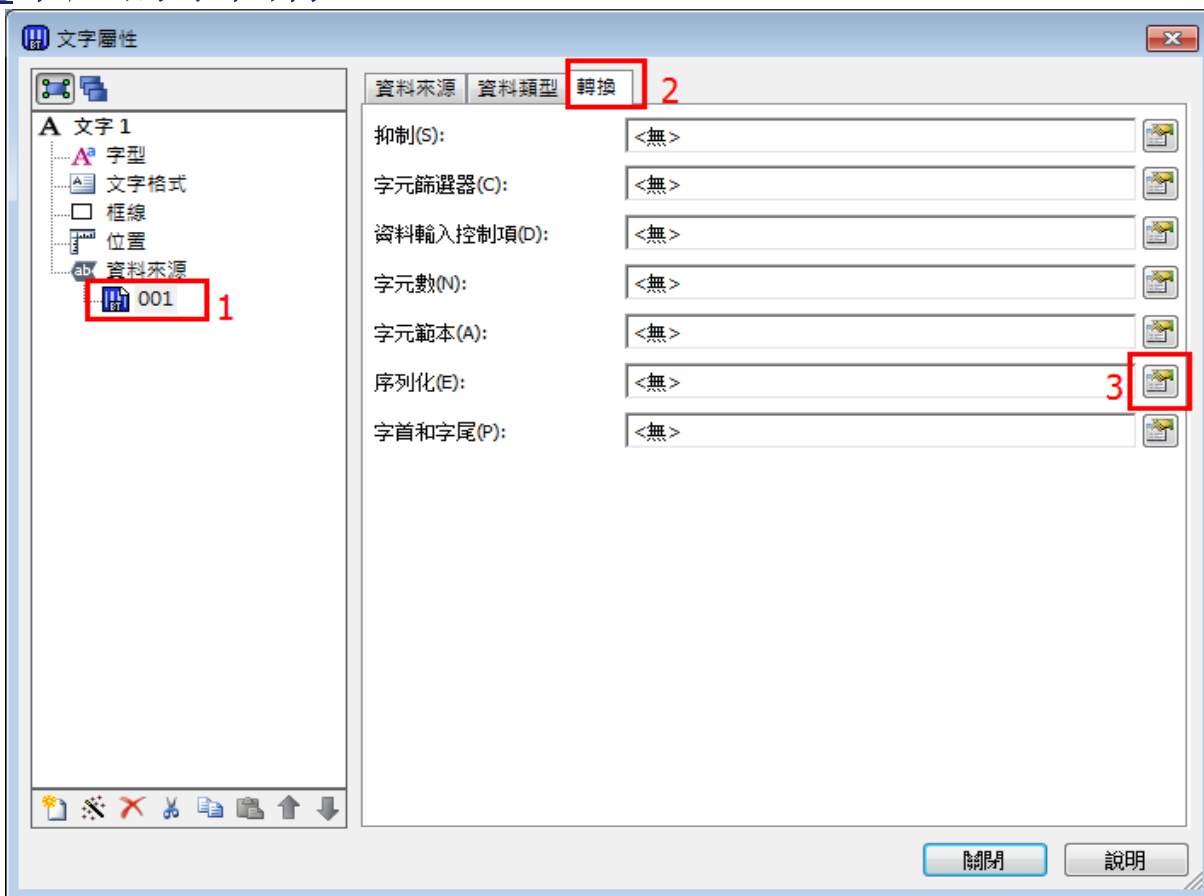 文字屬性
資料來源 資料類型 轉換 2
A 文字 1
字型
文字格式
框線
位置
資料來源
001 1
抑制(S): <無>
字元篩選器(C): <無>
資料輸入控制項(D): <無>
字元數(N): <無>
字元範本(A): <無>
序列化(E): <無> 3
字首和字尾(P): <無>
關閉 說明